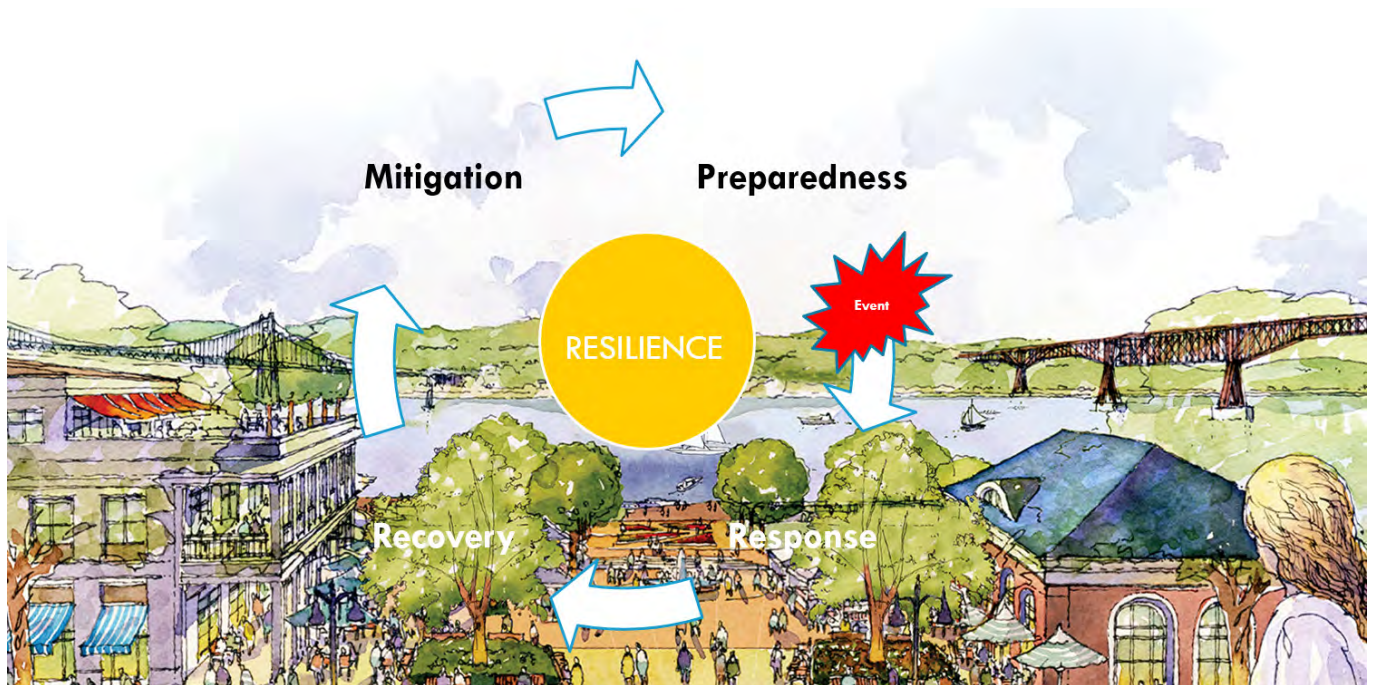 Mitigation
Preparedness
Event
RESILIENCE
Recovery
Response